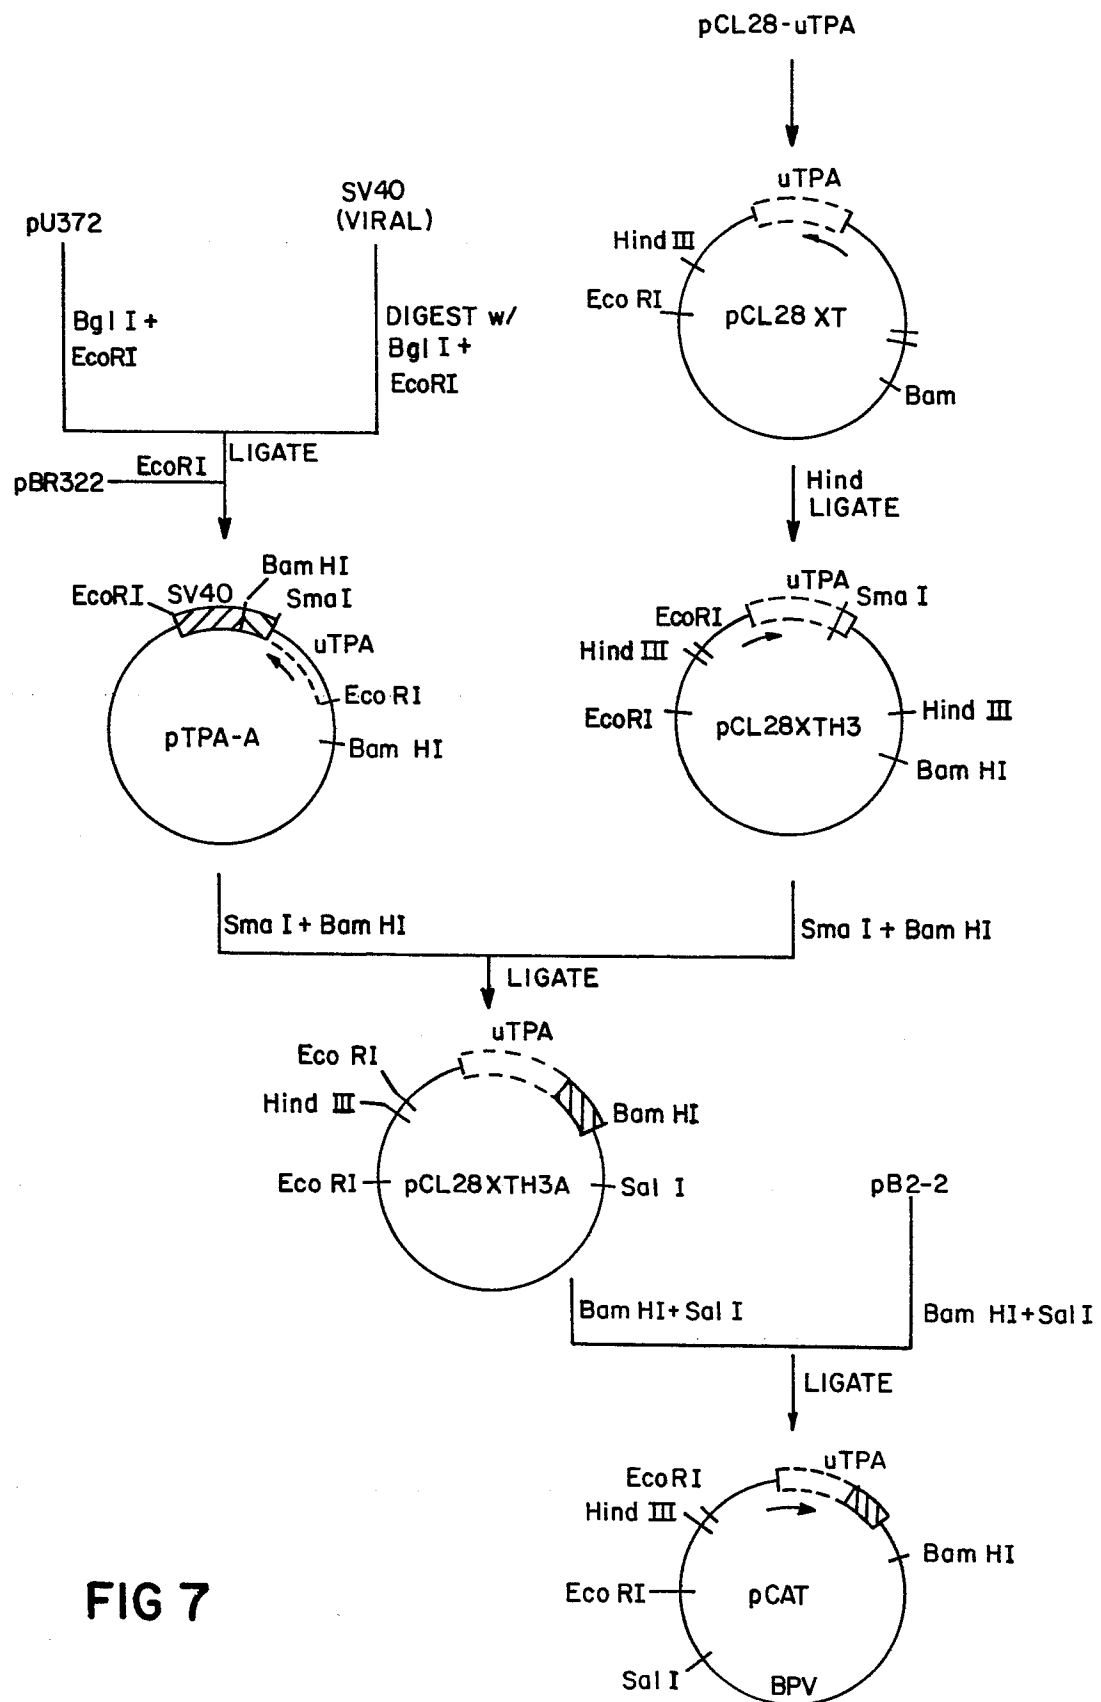 pCL28-uTPA
uTPA
Hind III
Eco RI
pCL28 XT
Bam
pU372
SV40
(VIRAL)
Bgl I +
EcoRI
DIGEST w/
Bgl I +
EcoRI
LIGATE
EcoRI
pBR322
Hind
LIGATE
EcoRI
SV40
Bam HI
Sma I
uTPA
Eco RI
Bam HI
pTPA-A
uTPA
Sma I
EcoRI
Hind III
EcoRI
pCL28XTH3
Hind III
Bam HI
Sma I + Bam HI
Sma I + Bam HI
LIGATE
uTPA
Eco RI
Hind III
Bam HI
Eco RI
pCL28XTH3A
Sal I
pB2-2
Bam HI+Sal I
Bam HI+Sal I
LIGATE
uTPA
EcoRI
Hind III
Bam HI
Eco RI
pCAT
Sal I
BPV
FIG 7